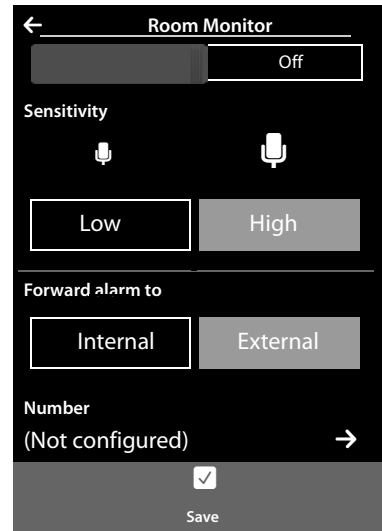 Room Monitor
Off
Sensitivity
Low High
Forward alarm to
Internal External
Number
(Not configured)
Save